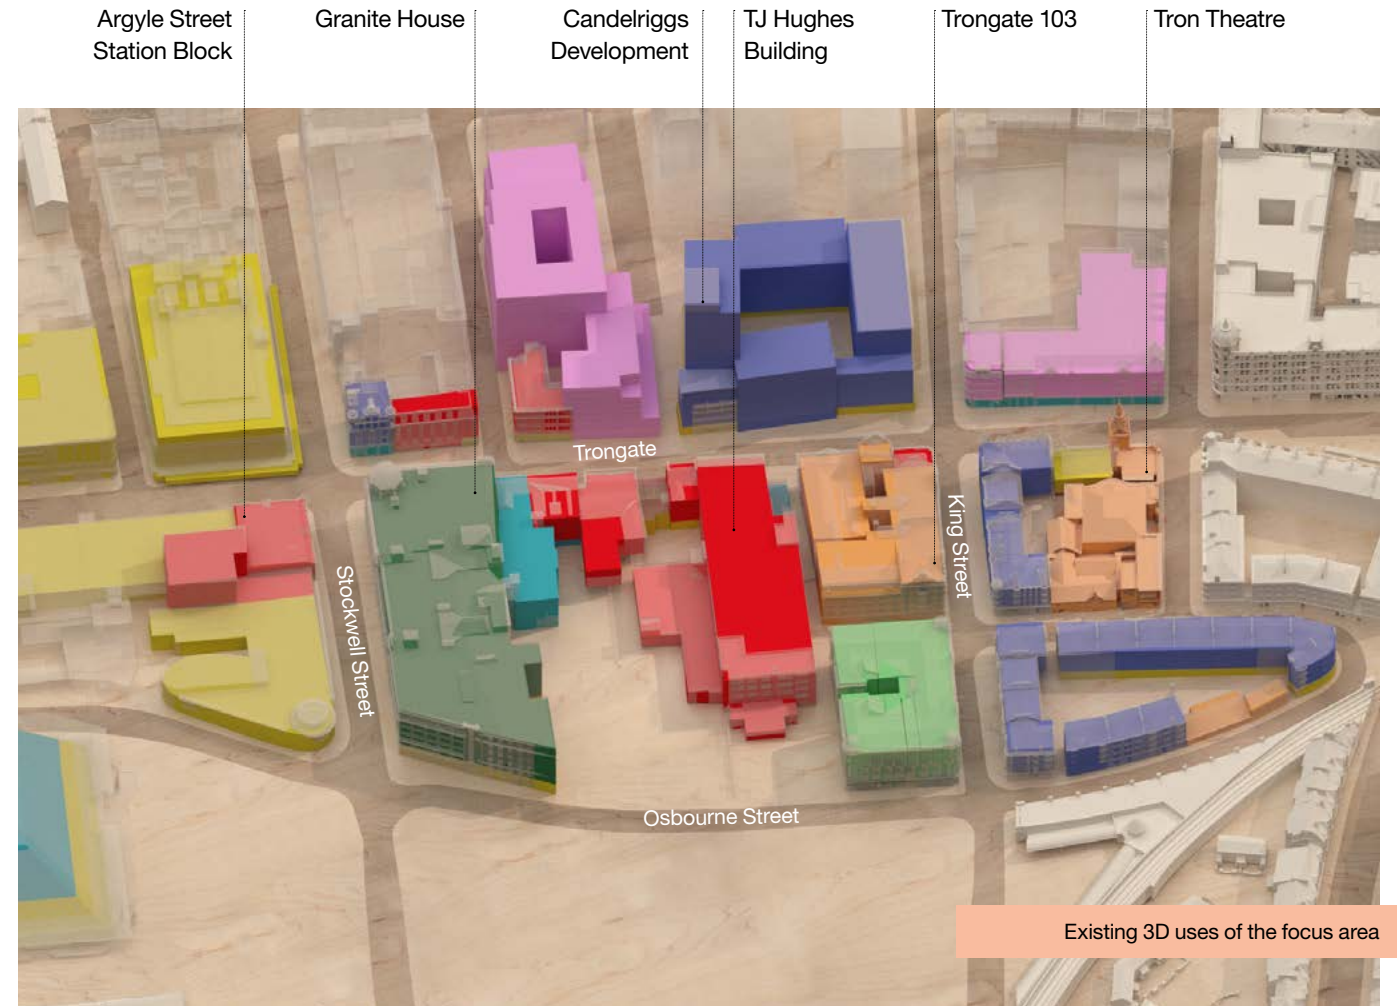 Argyle Street
Station Block
Granite House
Candelriggs
Development
TJ Hughes
Building
Trongate 103
Tron Theatre
Trongate
King Street
Stockwell Street
Osbourne Street
Existing 3D uses of the focus area